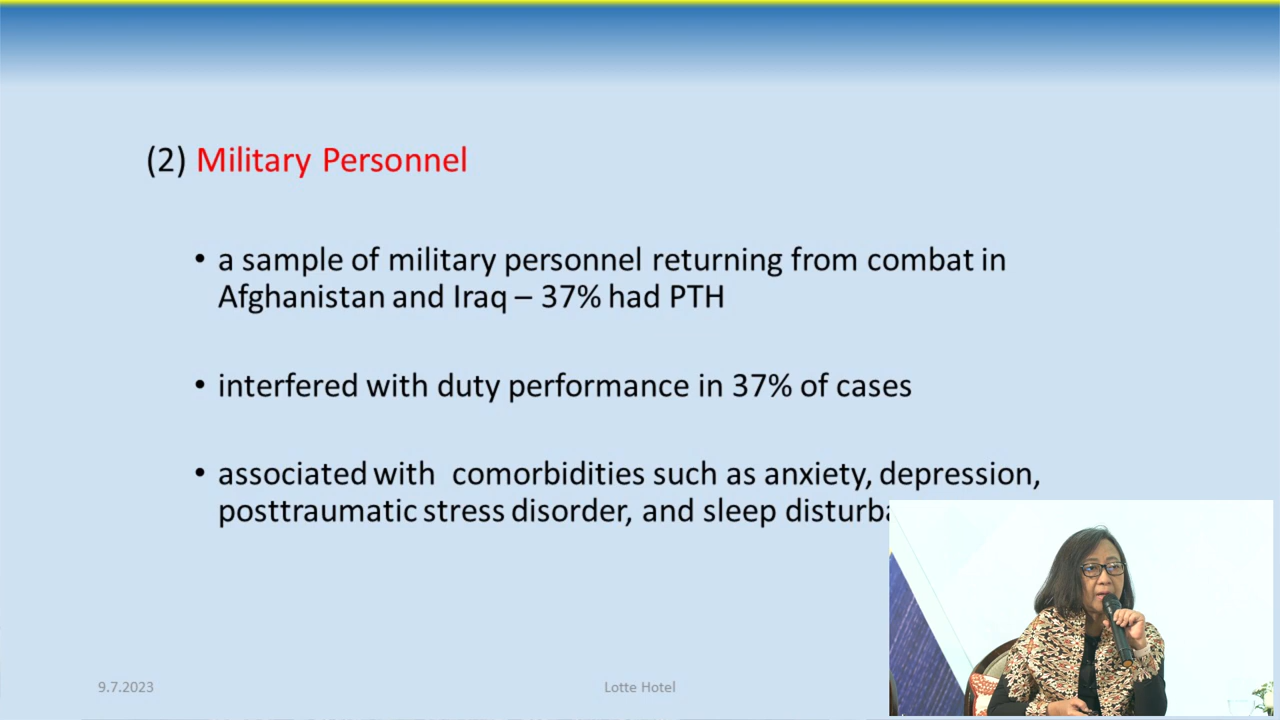 (2) Military Personnel
• a sample of military personnel returning from combat in
Afghanistan and Iraq – 37% had PTH
• interfered with duty performance in 37% of cases
• associated with  comorbidities such as anxiety, depression,
posttraumatic stress disorder, and sleep
9.7.2023
Lotte Hotel